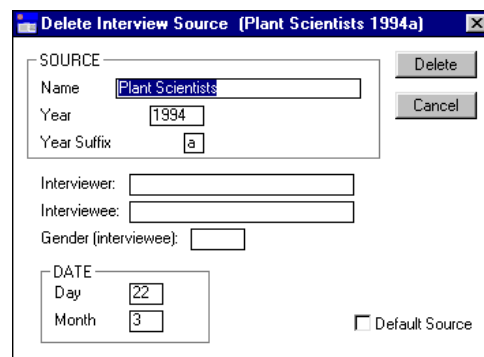 Delete Interview Source (Plant Scientists 1994a)
SOURCE
Name Plant Scientists
Year 1994
Year Suffix a
Delete
Cancel
Interviewer:
Interviewee:
Gender (interviewee):
DATE
Day 22
Month 3
Default Source